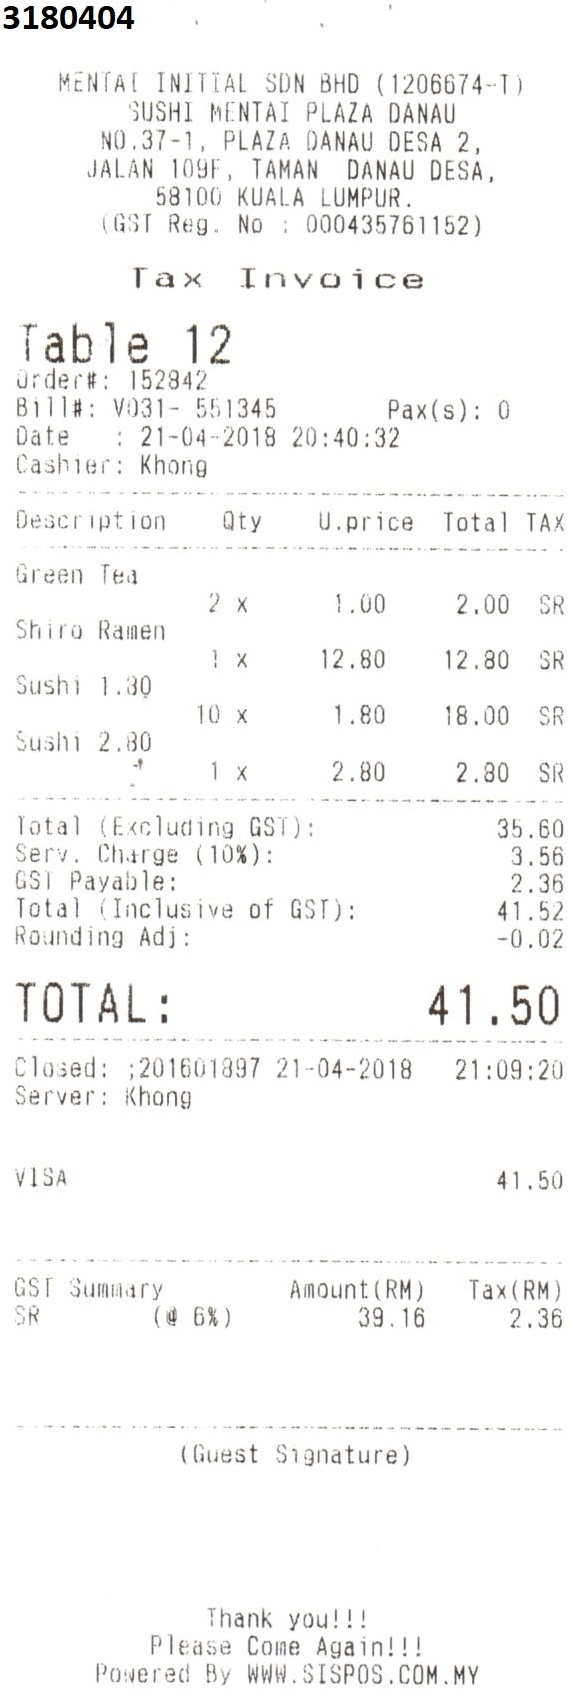 3180404
MENTAI INITIAL SDN BHD (1206674-T)
SUSHI MENTAI PLAZA DANAU
NO.37-1, PLAZA DANAU DESA 2,
JALAN 109F, TAMAN DANAU DESA,
58100 KUALA LUMPUR.
(GST Reg. No : 000435761152)
Tax Invoice
Table 12
Order#: 152842
Bill#: V031- 551345 Pax(s): 0
Date : 21-04-2018 20:40:32
Cashier: Khong
Description Qty U.price Total TAX
Green Tea
2 x 1.00 2.00 SR
Shiro Ramen
1 x 12.80 12.80 SR
Sushi 1.80
10 x 1.80 18.00 SR
Sushi 2.80
1 x 2.80 2.80 SR
Total (Excluding GST): 35.60
Serv. Charge (10%): 3.56
GST Payable: 2.36
Total (Inclusive of GST): 41.52
Rounding Adj: -0.02
TOTAL: 41.50
Closed: ;201601897 21-04-2018 21:09:20
Server: Khong
VISA 41.50
GST Summary Amount(RM) Tax(RM)
SR (@ 6%) 39.16 2.36
(Guest Signature)
Thank you!!!
Please Come Again!!!
Powered By WWW.SISPOS.COM.MY